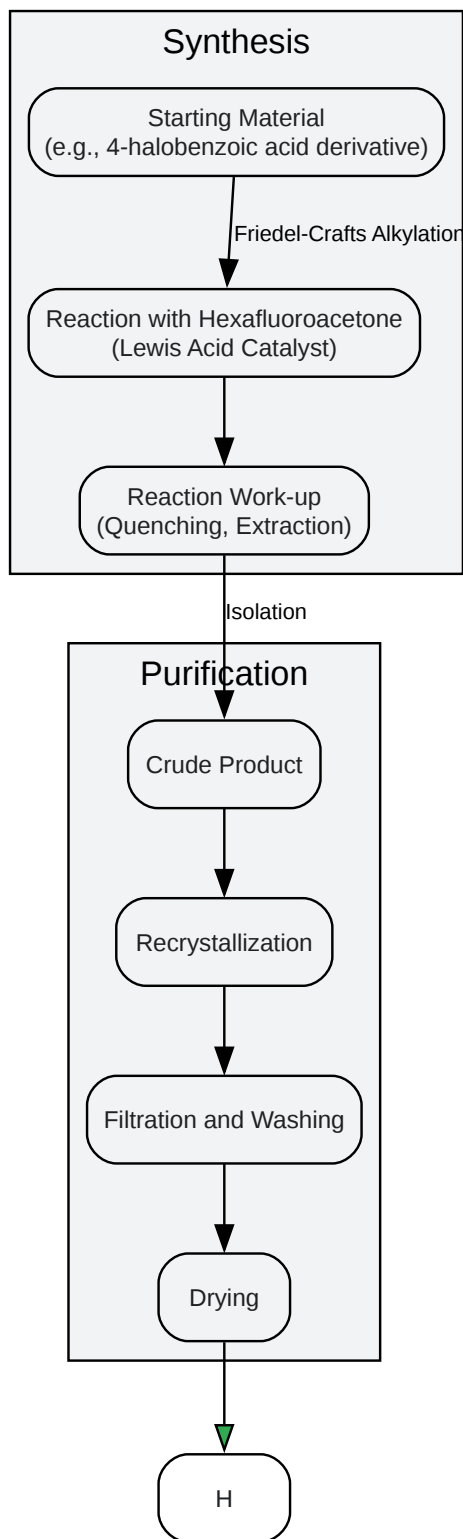 Synthesis
Starting Material
(e.g., 4-halobenzoic acid derivative)
Friedel-Crafts Alkylation
Reaction with Hexafluoroacetone
(Lewis Acid Catalyst)
Reaction Work-up
(Quenching, Extraction)
Isolation
Purification
Crude Product
Recrystallization
Filtration and Washing
Drying
H